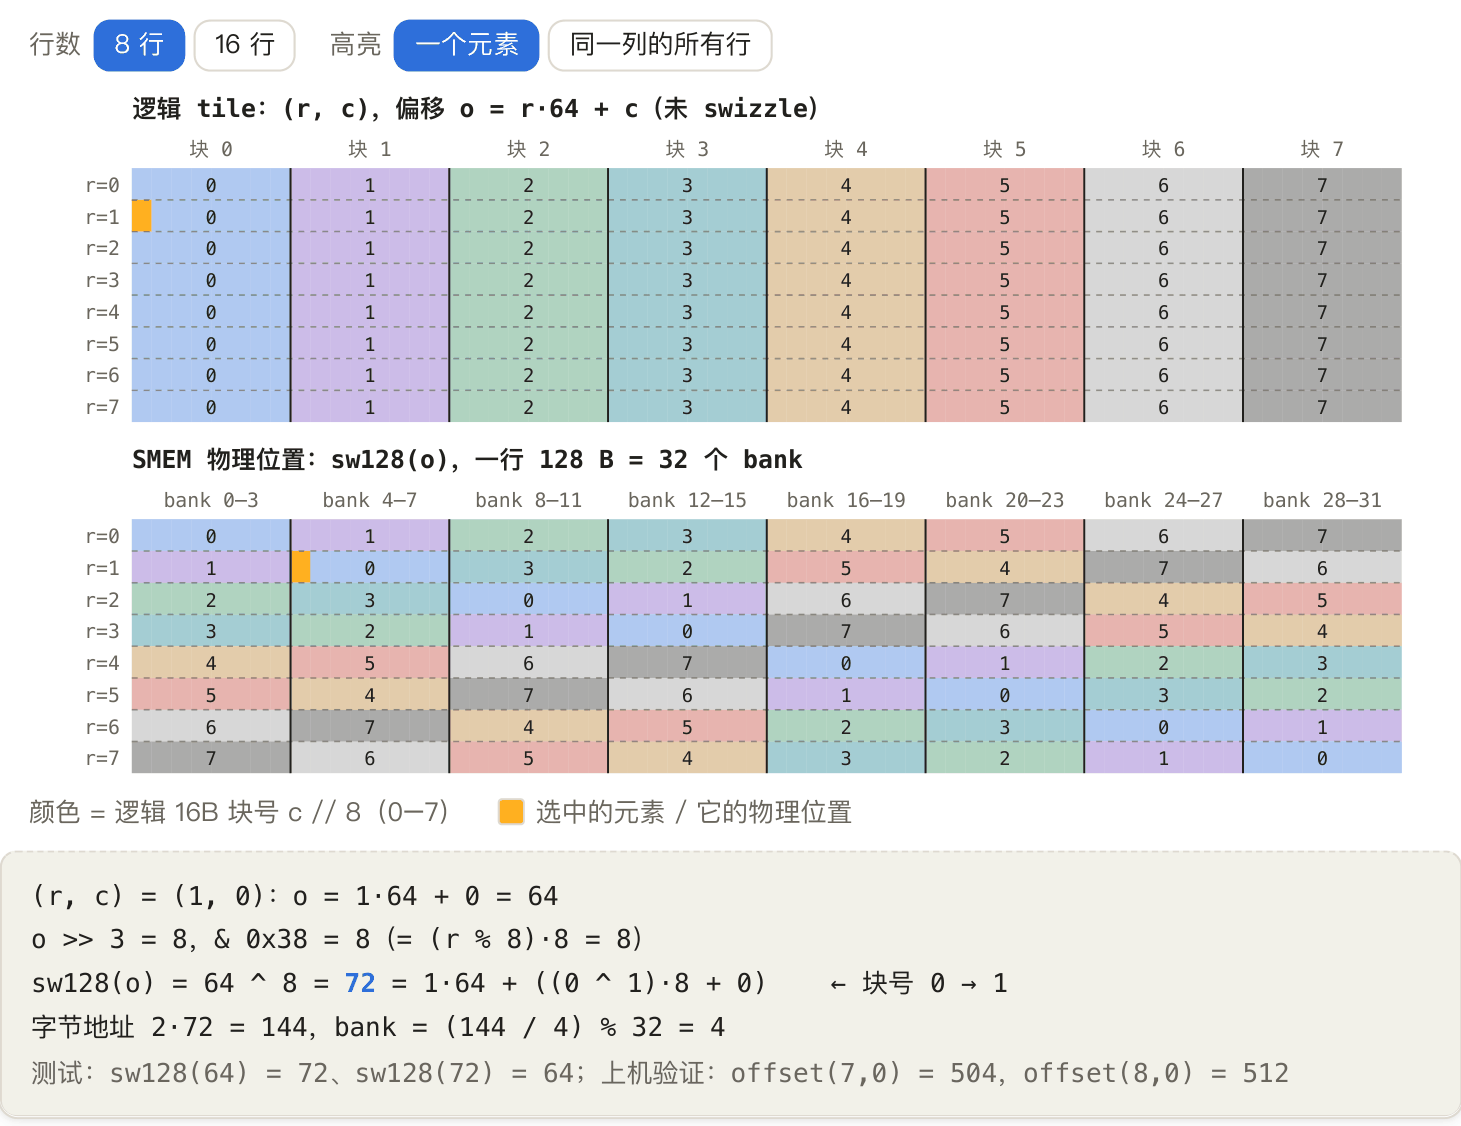 行数 8 行 16 行 高亮 一个元素 同一列的所有行
逻辑 tile: (r, c), 偏移 o = r·64 + c (未 swizzle)
块 0 块 1 块 2 块 3 块 4 块 5 块 6 块 7
r=0 0 1 2 3 4 5 6 7
r=1 0 1 2 3 4 5 6 7
r=2 0 1 2 3 4 5 6 7
r=3 0 1 2 3 4 5 6 7
r=4 0 1 2 3 4 5 6 7
r=5 0 1 2 3 4 5 6 7
r=6 0 1 2 3 4 5 6 7
r=7 0 1 2 3 4 5 6 7
SMEM 物理位置: sw128(o), 一行 128 B = 32 个 bank
bank 0–3 bank 4–7 bank 8–11 bank 12–15 bank 16–19 bank 20–23 bank 24–27 bank 28–31
r=0 0 1 2 3 4 5 6 7
r=1 1 0 3 2 5 4 7 6
r=2 2 3 0 1 6 7 4 5
r=3 3 2 1 0 7 6 5 4
r=4 4 5 6 7 0 1 2 3
r=5 5 4 7 6 1 0 3 2
r=6 6 7 4 5 2 3 0 1
r=7 7 6 5 4 3 2 1 0
颜色 = 逻辑 16B 块号 c // 8 (0–7) 选中的元素 / 它的物理位置
(r, c) = (1, 0): o = 1·64 + 0 = 64
o >> 3 = 8, & 0x38 = 8 (= (r % 8)·8 = 8)
sw128(o) = 64 ^ 8 = 72 = 1·64 + ((0 ^ 1)·8 + 0) ← 块号 0 → 1
字节地址 2·72 = 144, bank = (144 / 4) % 32 = 4
测试: sw128(64) = 72、sw128(72) = 64; 上机验证: offset(7,0) = 504, offset(8,0) = 512